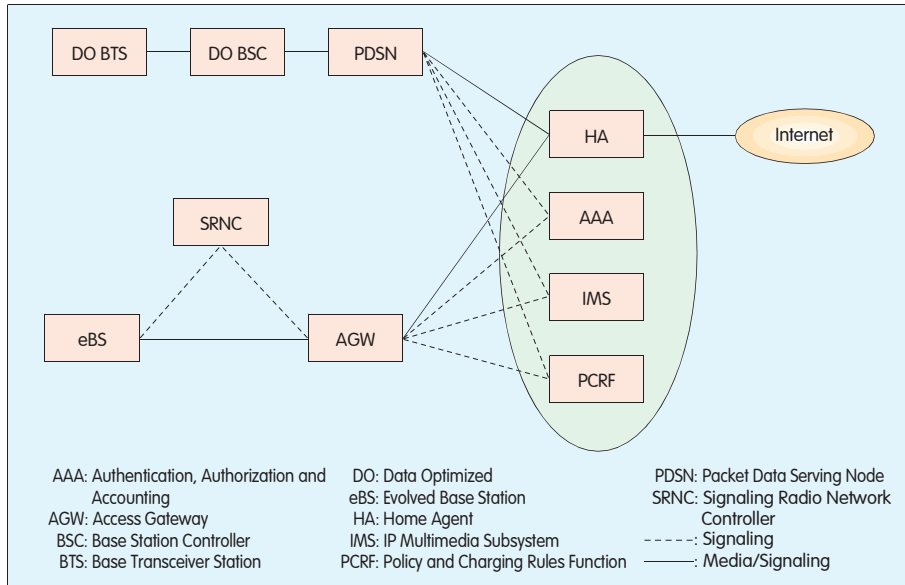 DO BTS
DO BSC
PDSN
HA
Internet
AAA
SRNC
IMS
eBS
AGW
PCRF
AAA: Authentication, Authorization and
Accounting
AGW: Access Gateway
BSC: Base Station Controller
BTS: Base Transceiver Station
DO: Data Optimized
eBS: Evolved Base Station
HA: Home Agent
IMS: IP Multimedia Subsystem
PCRF: Policy and Charging Rules Function
PDSN: Packet Data Serving Node
SRNC: Signaling Radio Network
Controller
: Signaling
: Media/Signaling